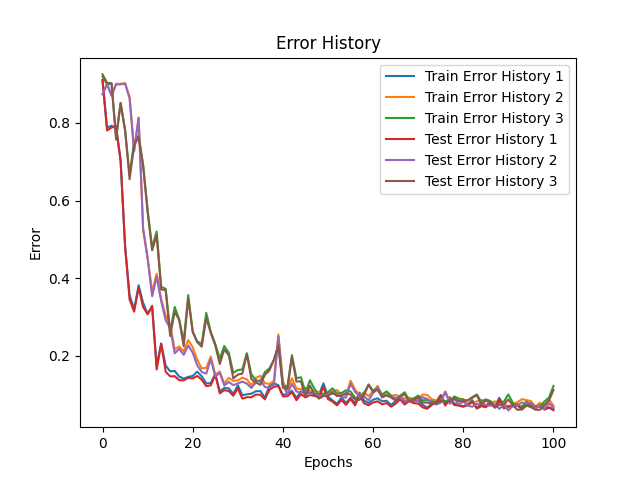 Error History
Train Error History 1
Train Error History 2
Train Error History 3
Test Error History 1
Test Error History 2
Test Error History 3
Error
0.8
0.6
0.4
0.2
0 20 40 60 80 100
Epochs